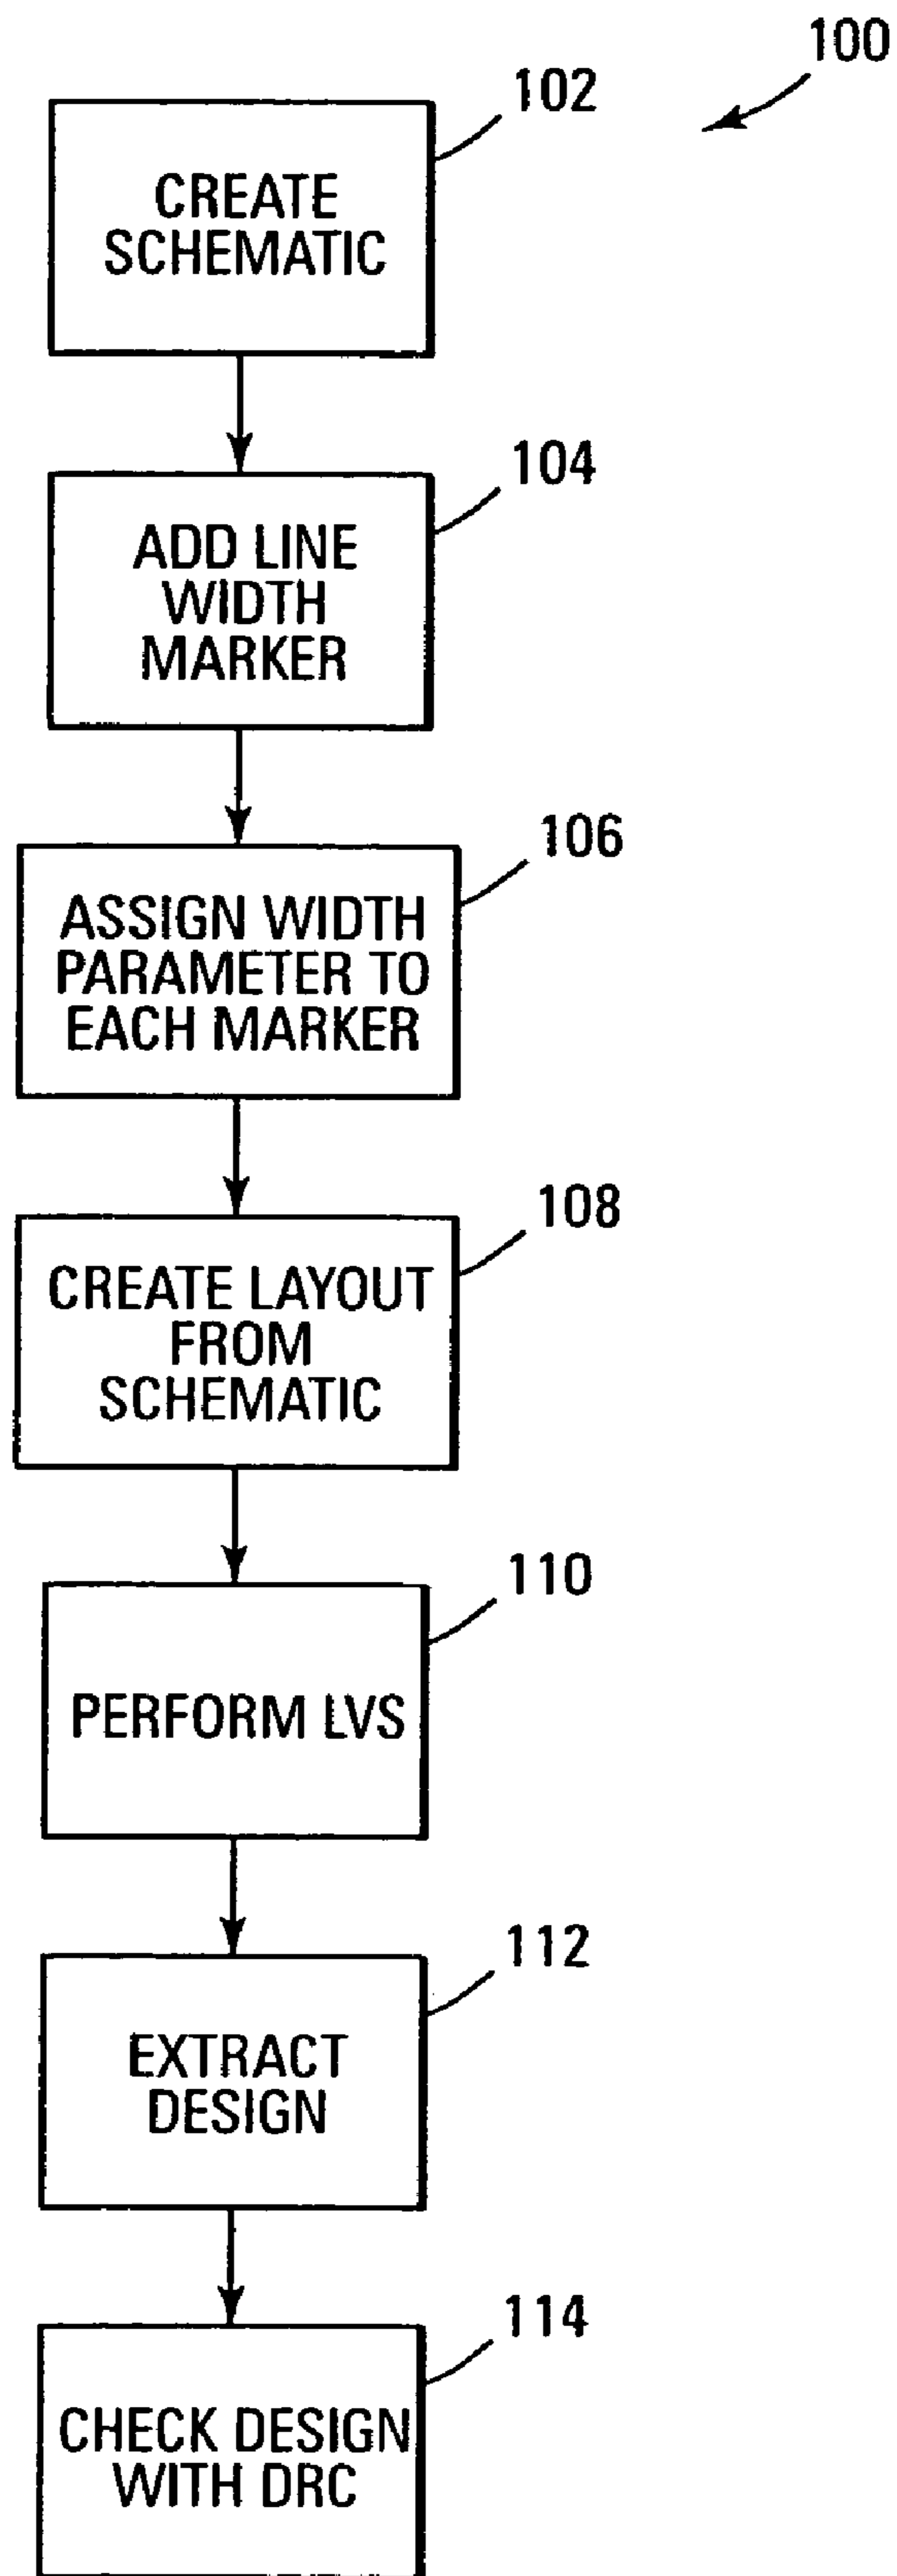 100
102
CREATE
SCHEMATIC
104
ADD LINE
WIDTH
MARKER
106
ASSIGN WIDTH
PARAMETER TO
EACH MARKER
108
CREATE LAYOUT
FROM
SCHEMATIC
110
PERFORM LVS
112
EXTRACT
DESIGN
114
CHECK DESIGN
WITH DRC